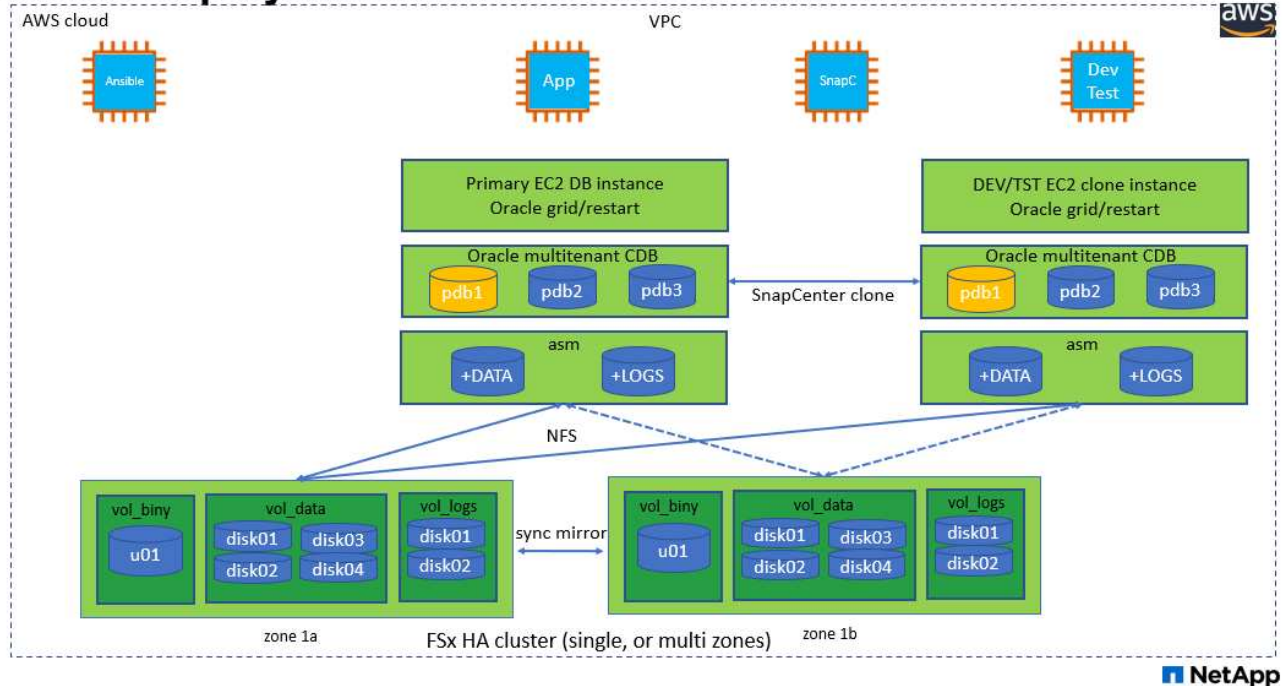 AWS cloud
VPC
aws
Ansible
App
SnapC
Dev
Test
Primary EC2 DB instance
Oracle grid/restart
DEV/TST EC2 clone instance
Oracle grid/restart
Oracle multitenant CDB
pdb1
pdb2
pdb3
SnapCenter clone
Oracle multitenant CDB
pdb1
pdb2
pdb3
asm
+DATA
+LOGS
asm
+DATA
+LOGS
NFS
vol_biny
u01
vol_data
disk01
disk03
disk02
disk04
vol_logs
disk01
disk02
sync mirror
vol_biny
u01
vol_data
disk01
disk03
disk02
disk04
vol_logs
disk01
disk02
zone 1a
FSx HA cluster (single, or multi zones)
zone 1b
NetApp